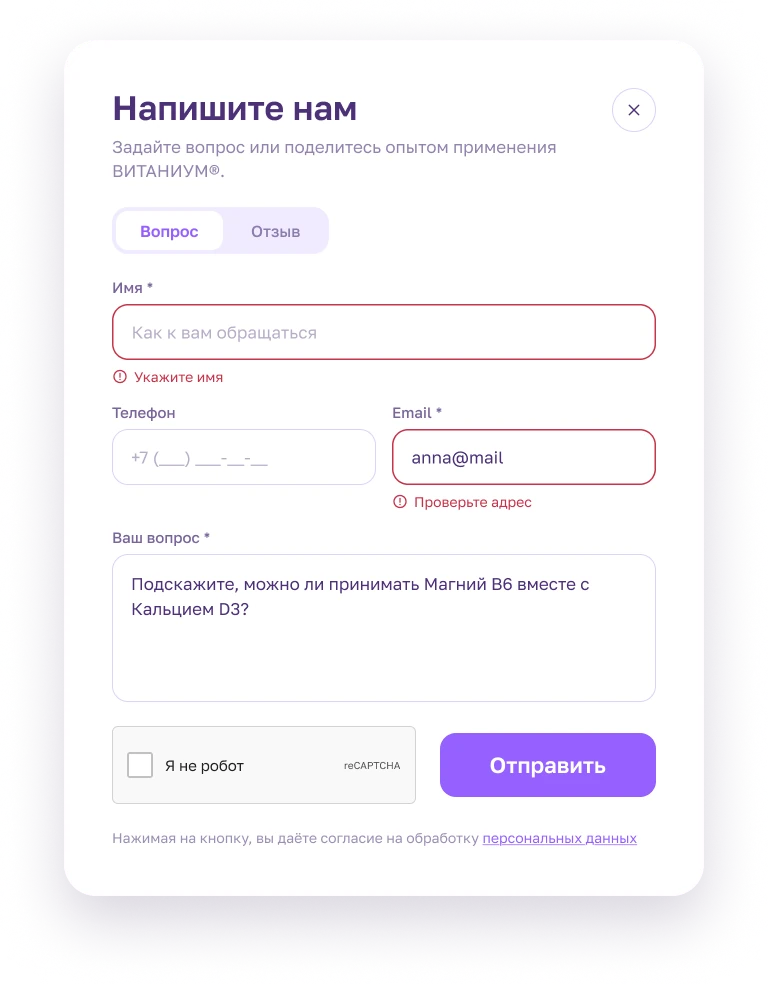 Напишите нам
Задайте вопрос или поделитесь опытом применения
ВИТАНИУМ®.
Вопрос Отзыв
Имя *
Как к вам обращаться
Укажите имя
Телефон Email *
+7 (___) ___-__-__ anna@mail
Проверьте адрес
Ваш вопрос *
Подскажите, можно ли принимать Магний B6 вместе с
Кальцием D3?
Я не робот reCAPTCHA Отправить
Нажимая на кнопку, вы даёте согласие на обработку персональных данных